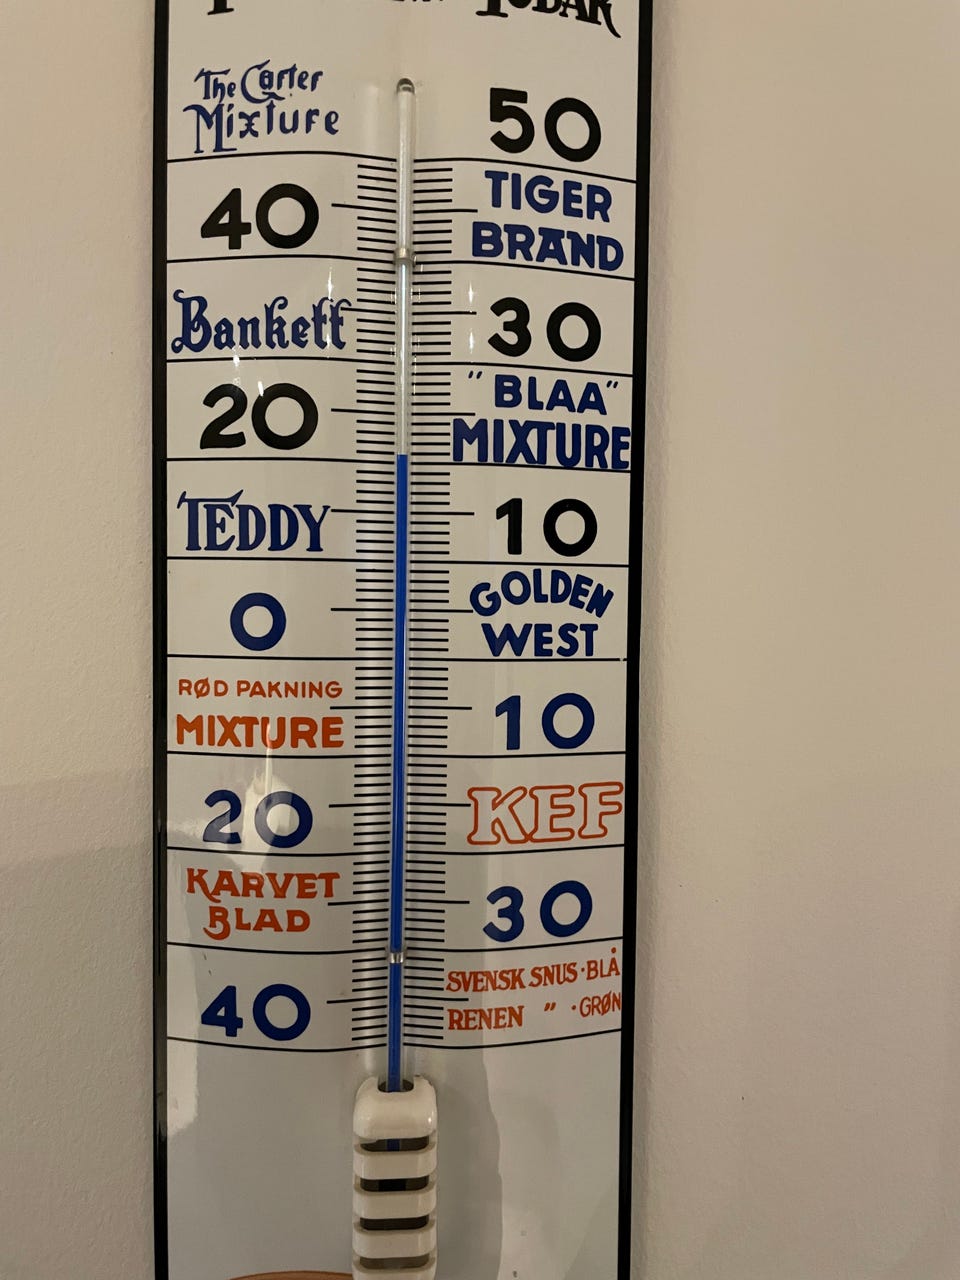 TOBAK
The Carter
Mixture
50
40
TIGER
BRAND
Bankett
30
20
"BLAA"
MIXTURE
TEDDY
10
0
GOLDEN
WEST
RØD PAKNING
MIXTURE
10
20
KEF
KARVET
BLAD
30
40
SVENSK SNUS·BLÅ
RENEN " ·GRØN